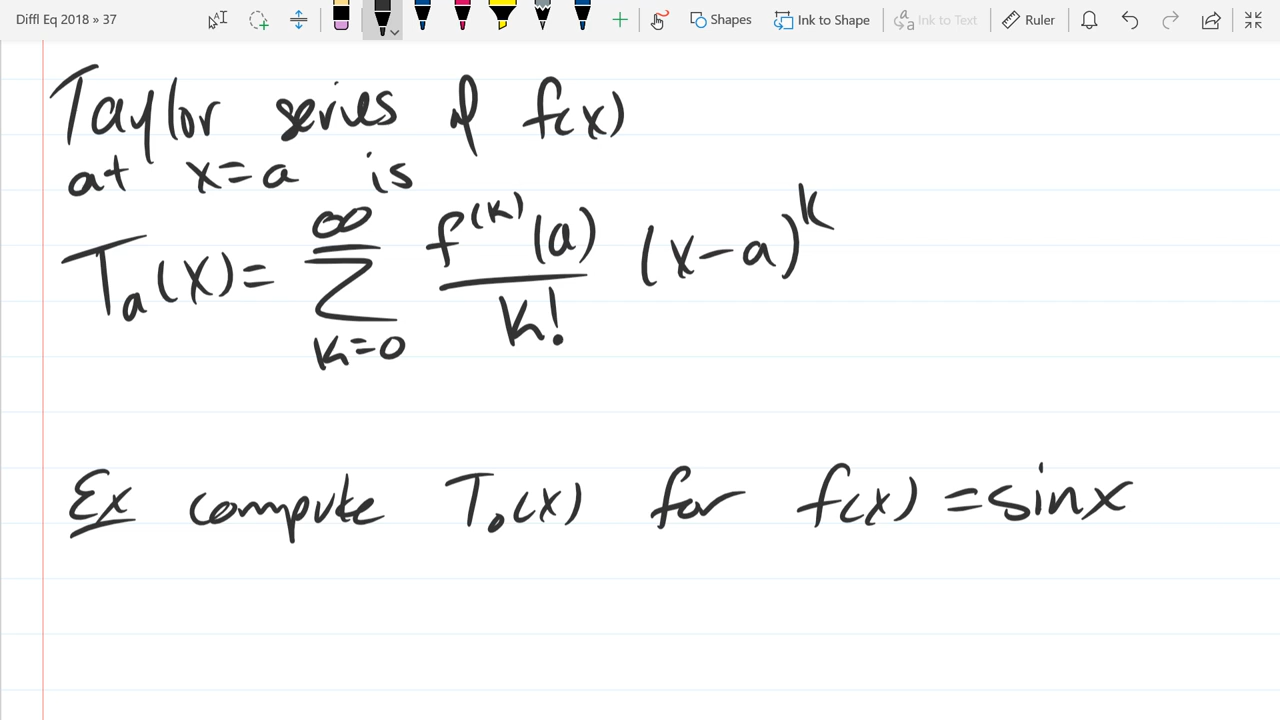 Diffl Eq 2018 » 37 Shapes Ink to Shape Ink to Text Ruler
Taylor series of f(x)
at x=a is
Tₐ(x)= ∞ Σ k=0 f⁽ᵏ⁾(a) / k! (x-a)ᵏ
Ex compute T₀(x) for f(x) = sinx